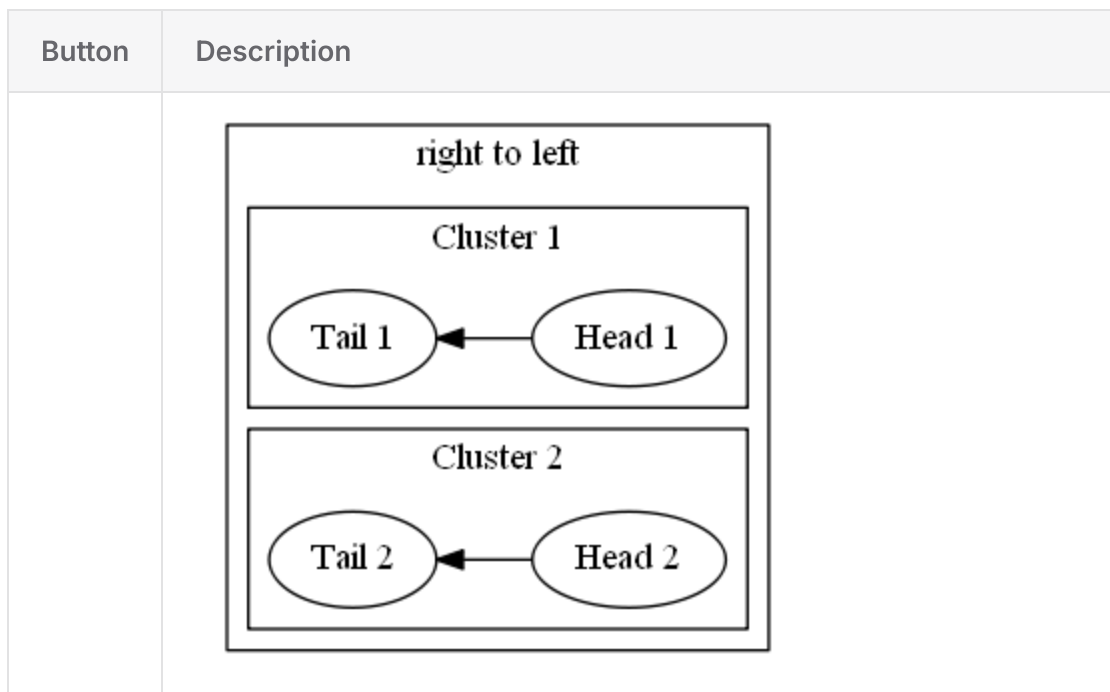 Button Description
right to left
Cluster 1
Tail 1 Head 1
Cluster 2
Tail 2 Head 2